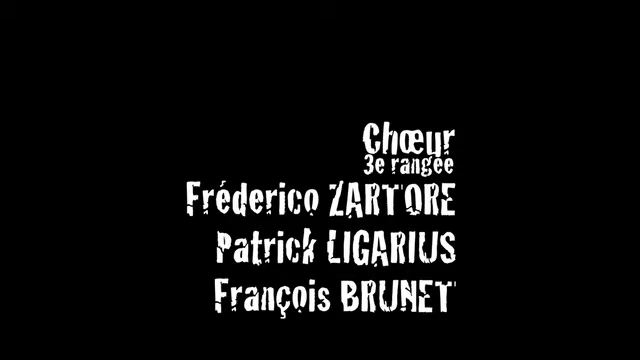 Chœur
3e rangée
Fréderico ZARTORE
Patrick LIGARIUS
François BRUNET